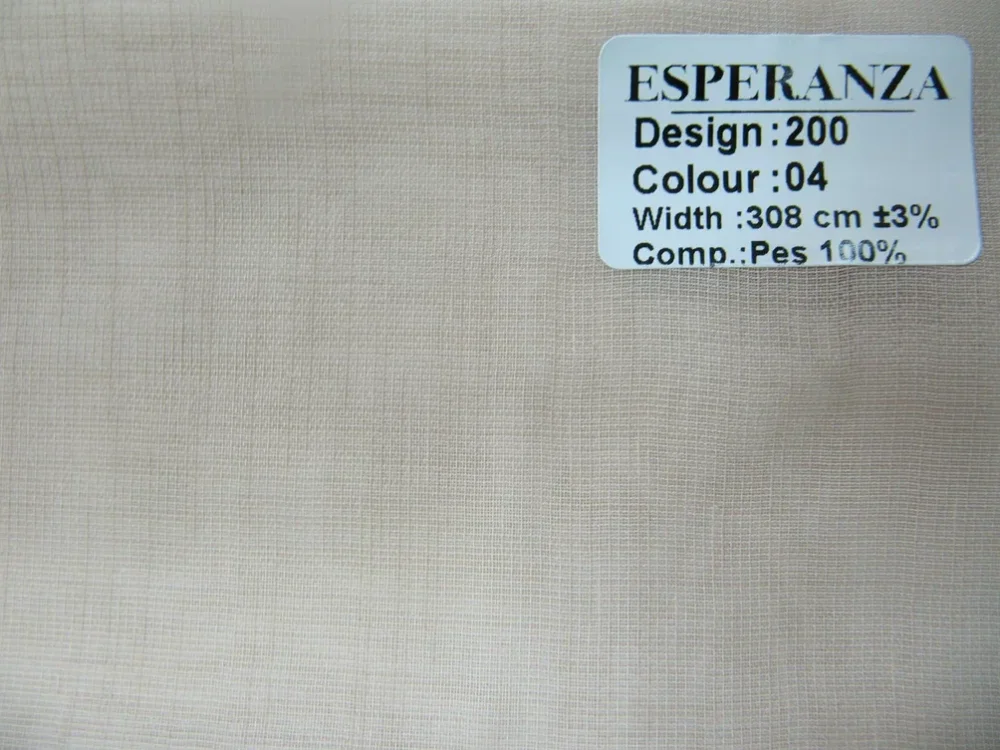 ESPERANZA
Design :200
Colour :04
Width :308 cm ±3%
Comp.:Pes 100%